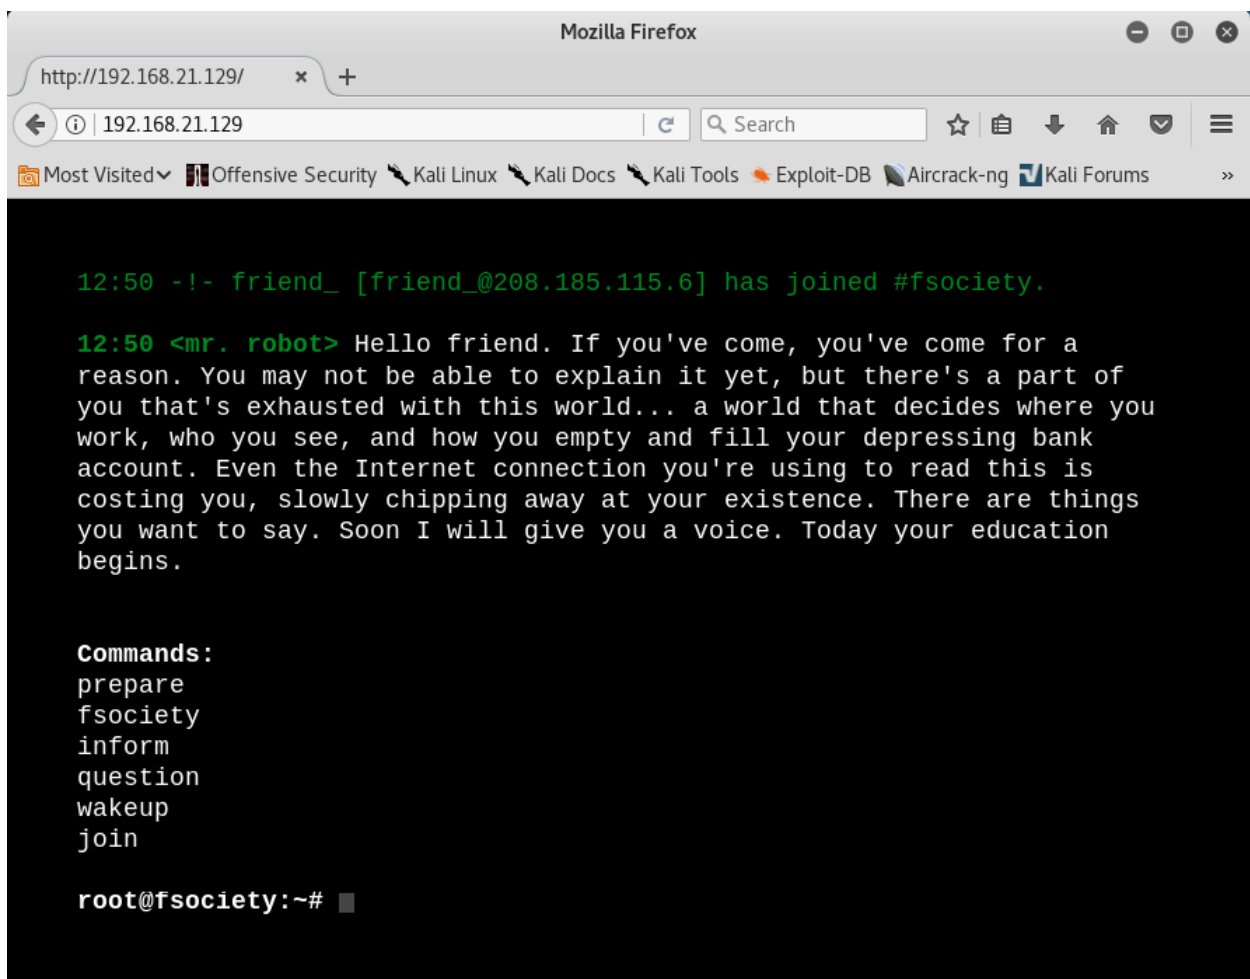 Mozilla Firefox
http://192.168.21.129/
192.168.21.129 Search
Most Visited Offensive Security Kali Linux Kali Docs Kali Tools Exploit-DB Aircrack-ng Kali Forums
12:50 -!- friend_ [friend_@208.185.115.6] has joined #fsociety.
12:50 <mr. robot> Hello friend. If you've come, you've come for a
reason. You may not be able to explain it yet, but there's a part of
you that's exhausted with this world... a world that decides where you
work, who you see, and how you empty and fill your depressing bank
account. Even the Internet connection you're using to read this is
costing you, slowly chipping away at your existence. There are things
you want to say. Soon I will give you a voice. Today your education
begins.
Commands:
prepare
fsociety
inform
question
wakeup
join
root@fsociety:~#